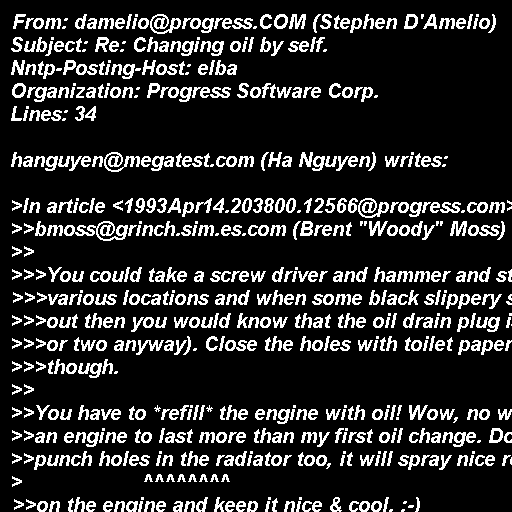 From: damelio@progress.COM (Stephen D'Amelio)
Subject: Re: Changing oil by self.
Nntp-Posting-Host: elba
Organization: Progress Software Corp.
Lines: 34

hanguyen@megatest.com (Ha Nguyen) writes:

>In article <1993Apr14.203800.12566@progress.com>
>>bmoss@grinch.sim.es.com (Brent "Woody" Moss)
>>
>>>You could take a screw driver and hammer and
>>>various locations and when some black slippery
>>>out then you would know that the oil drain plug
>>>or two anyway). Close the holes with toilet paper
>>>though.
>>
>>You have to *refill* the engine with oil! Wow, no
>>an engine to last more than my first oil change.
>>punch holes in the radiator too, it will spray nice
> ^^^^^^^^
>>on the engine and keep it nice & cool. :-)